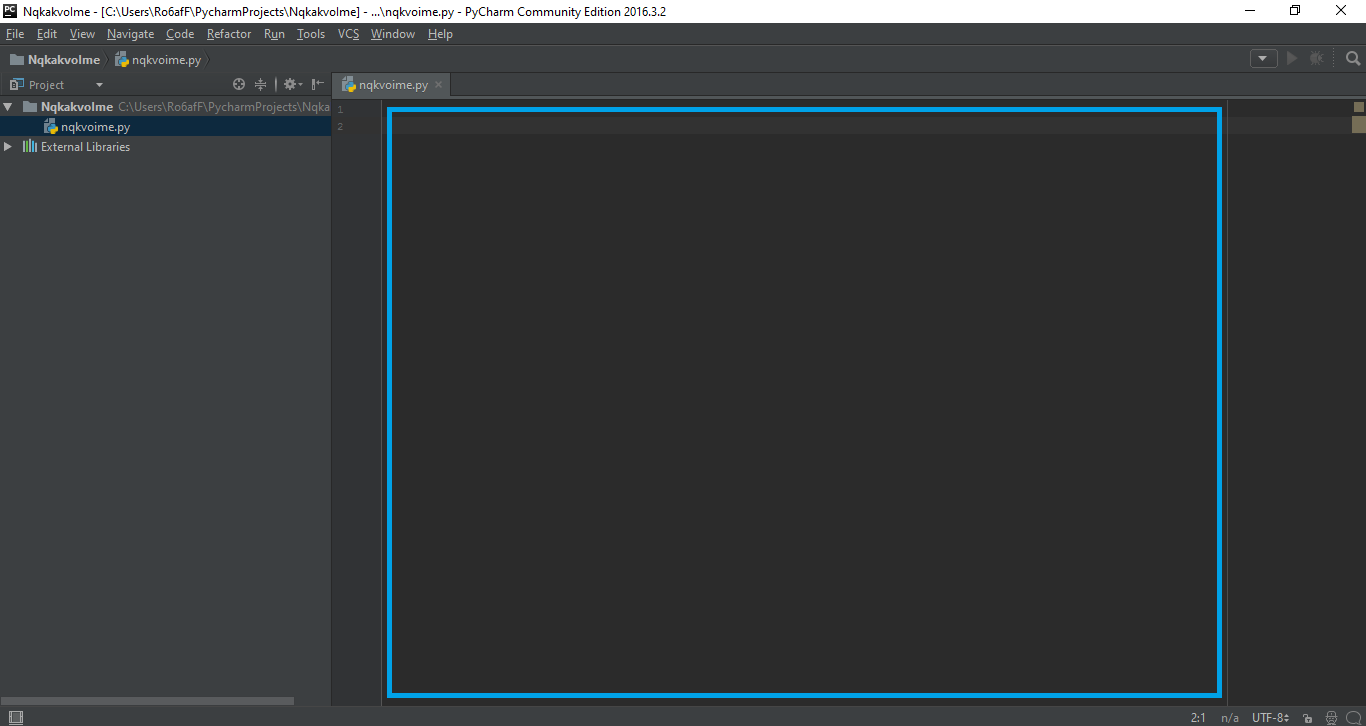 Nqkakvolme - [C:\Users\Ro6afF\PycharmProjects\Nqkakvolme] - ...\nqkvoime.py - PyCharm Community Edition 2016.3.2
File Edit View Navigate Code Refactor Run Tools VCS Window Help
Nqkakvolme nqkvoime.py
Project
nqkvoime.py
Nqkakvolme C:\Users\Ro6afF\PycharmProjects\Nqka
nqkvoime.py
External Libraries
1
2
2:1 n/a UTF-8